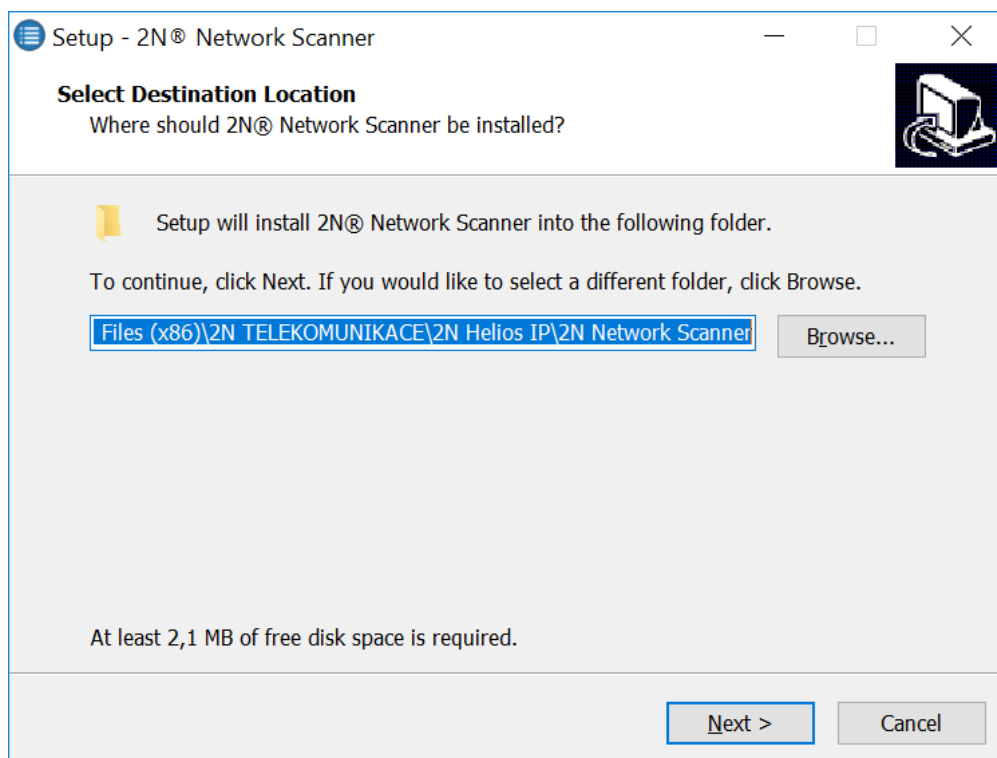 Setup - 2N® Network Scanner
Select Destination Location
Where should 2N® Network Scanner be installed?
Setup will install 2N® Network Scanner into the following folder.
To continue, click Next. If you would like to select a different folder, click Browse.
Files (x86)\2N TELEKOMUNIKACE\2N Helios IP\2N Network Scanner
Browse...
At least 2,1 MB of free disk space is required.
Next >
Cancel